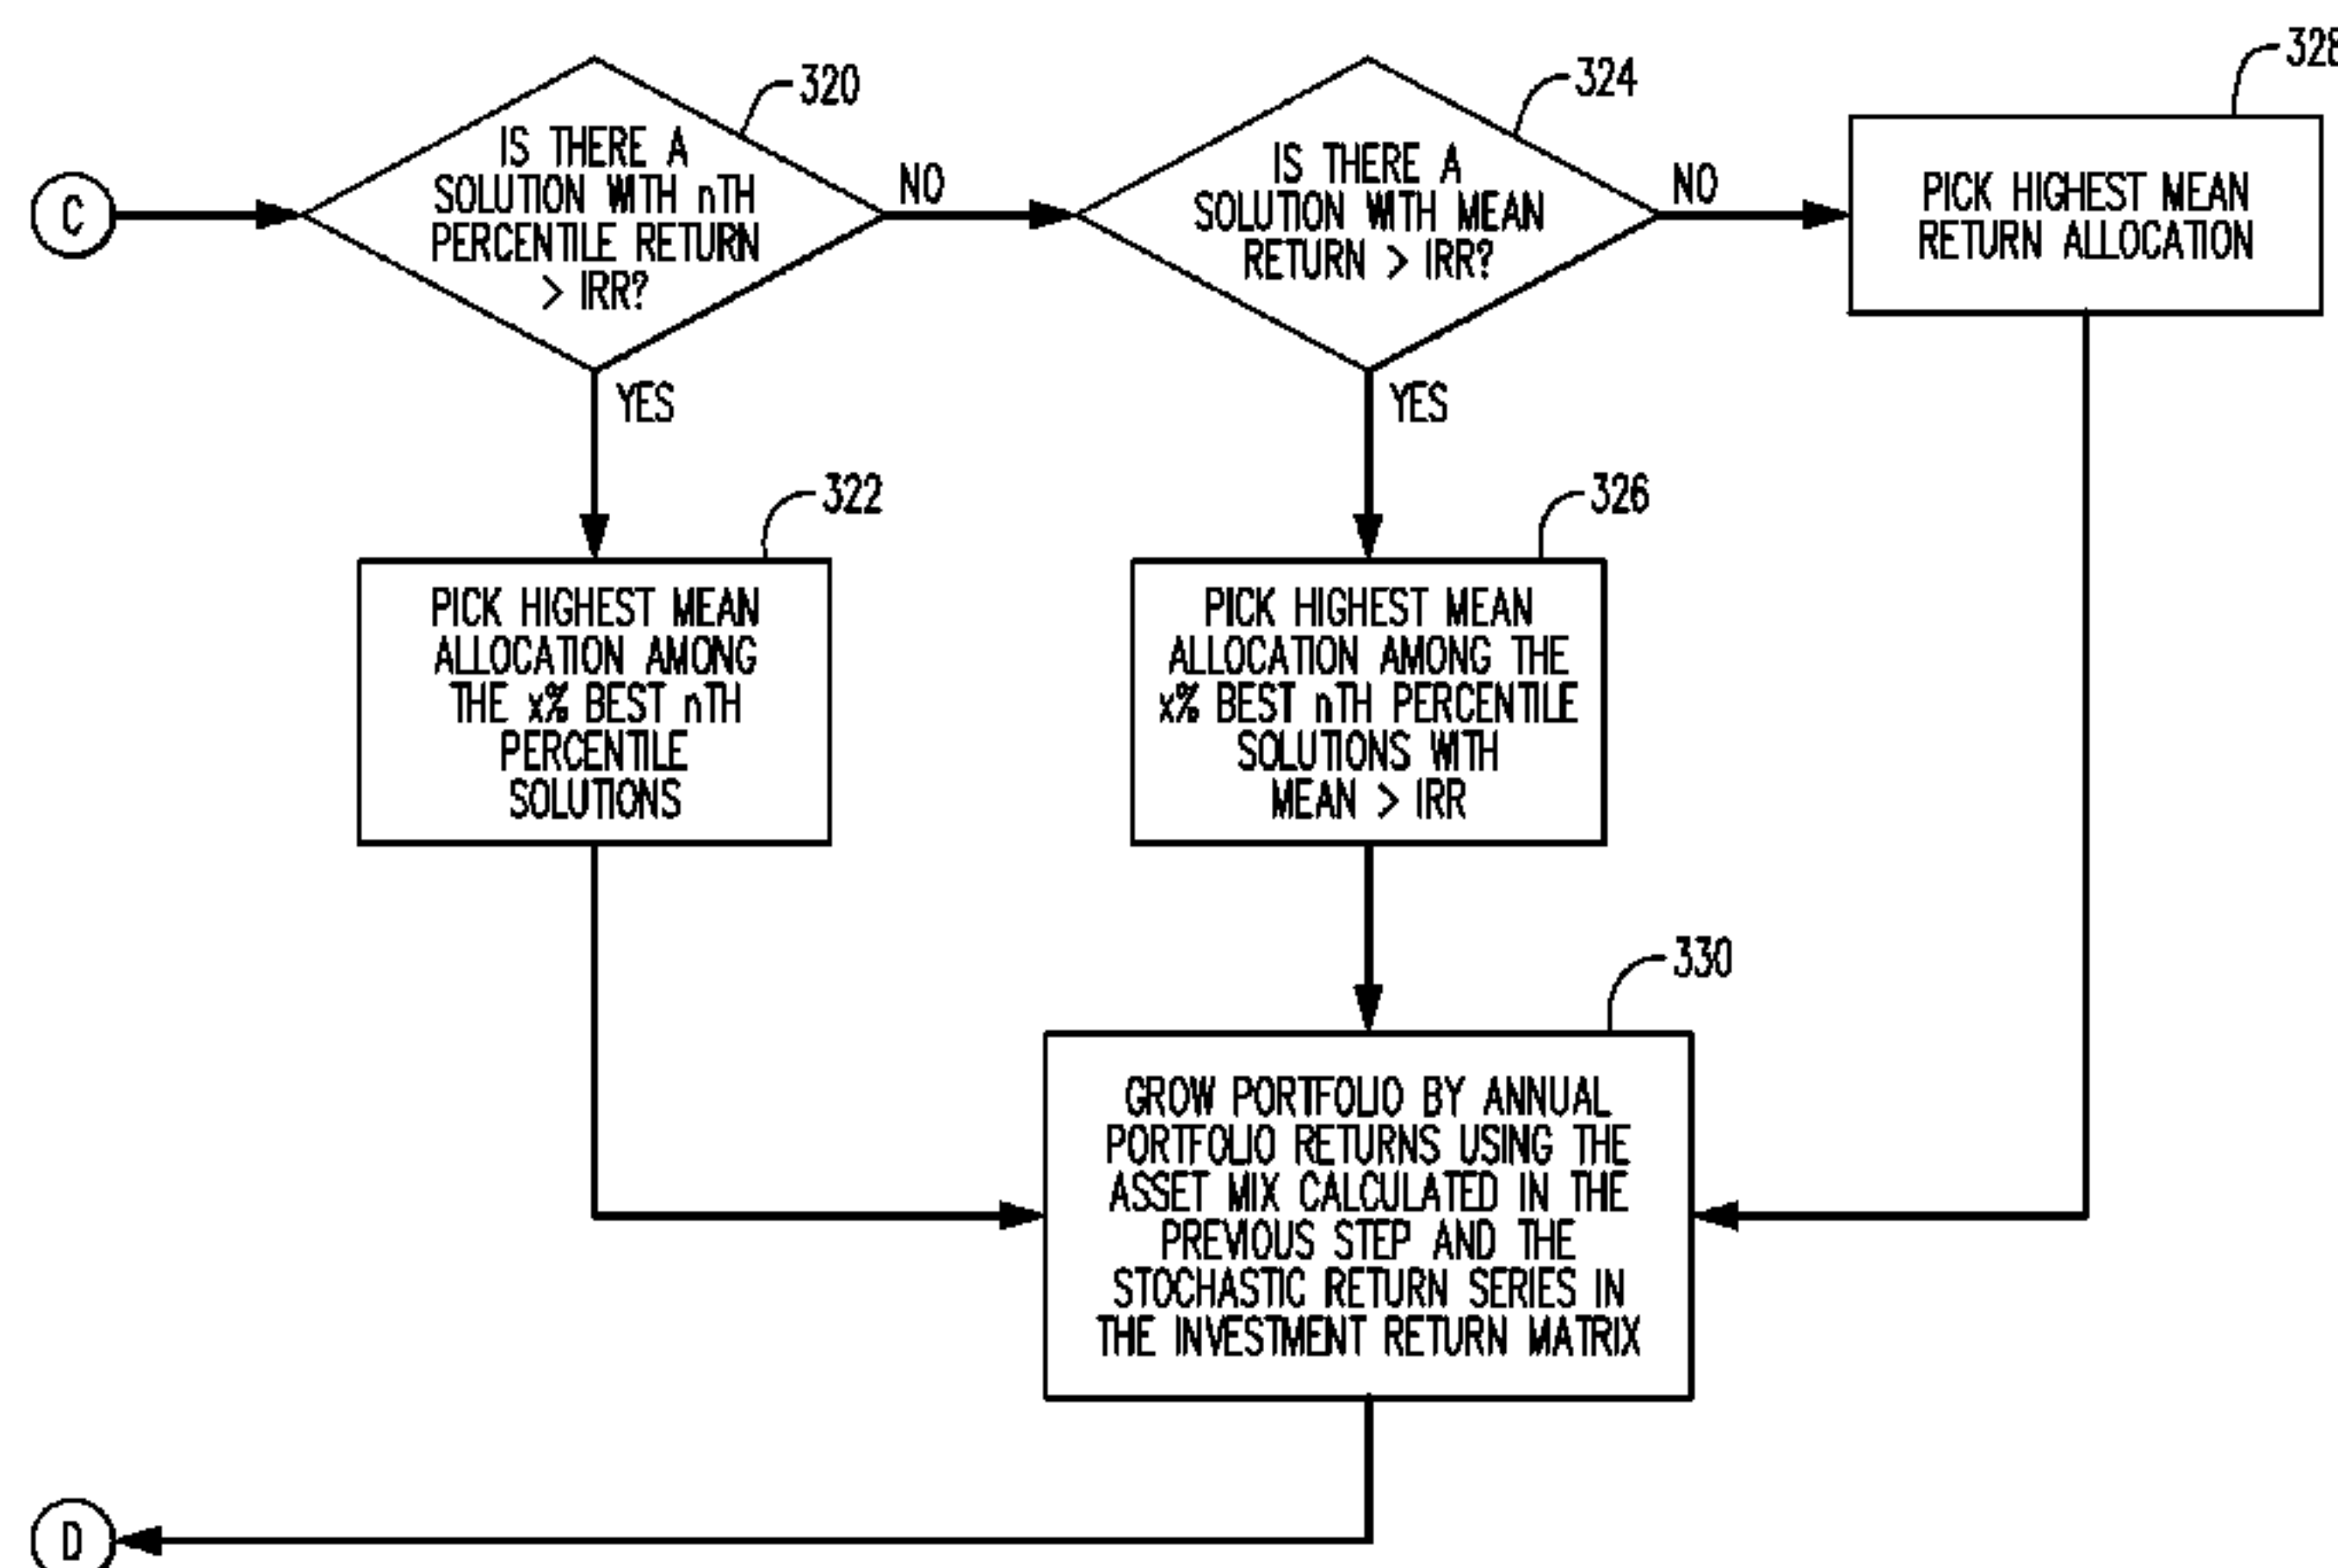 C
320
IS THERE A
SOLUTION WITH nTH
PERCENTILE RETURN
> IRR?
NO
YES
324
IS THERE A
SOLUTION WITH MEAN
RETURN > IRR?
NO
YES
328
PICK HIGHEST MEAN
RETURN ALLOCATION
322
PICK HIGHEST MEAN
ALLOCATION AMONG
THE x% BEST nTH
PERCENTILE
SOLUTIONS
326
PICK HIGHEST MEAN
ALLOCATION AMONG THE
x% BEST nTH PERCENTILE
SOLUTIONS WITH
MEAN > IRR
330
GROW PORTFOLIO BY ANNUAL
PORTFOLIO RETURNS USING THE
ASSET MIX CALCULATED IN THE
PREVIOUS STEP AND THE
STOCHASTIC RETURN SERIES IN
THE INVESTMENT RETURN MATRIX
D